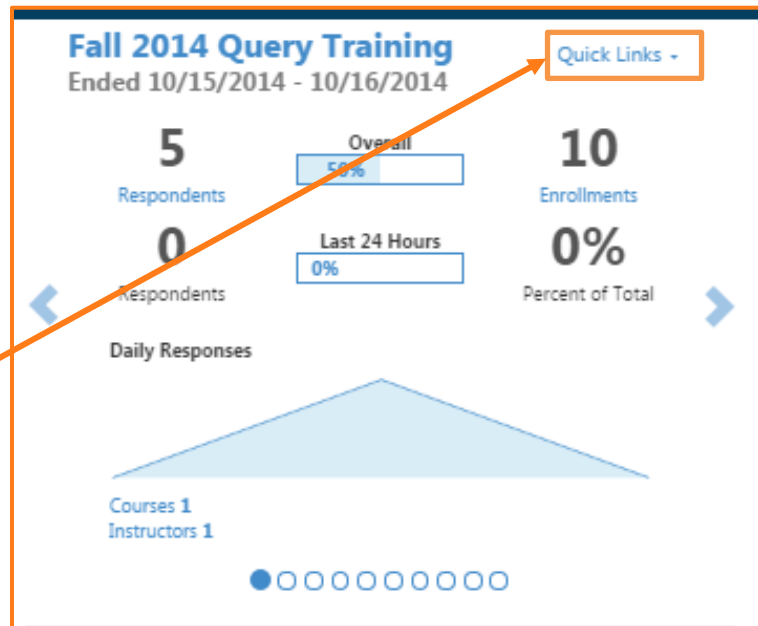 Fall 2014 Query Training
Quick Links
Ended 10/15/2014 - 10/16/2014
5
Overall
10
50%
Respondents
Enrollments
0
Last 24 Hours
0%
0%
Respondents
Percent of Total
Daily Responses
Courses 1
Instructors 1